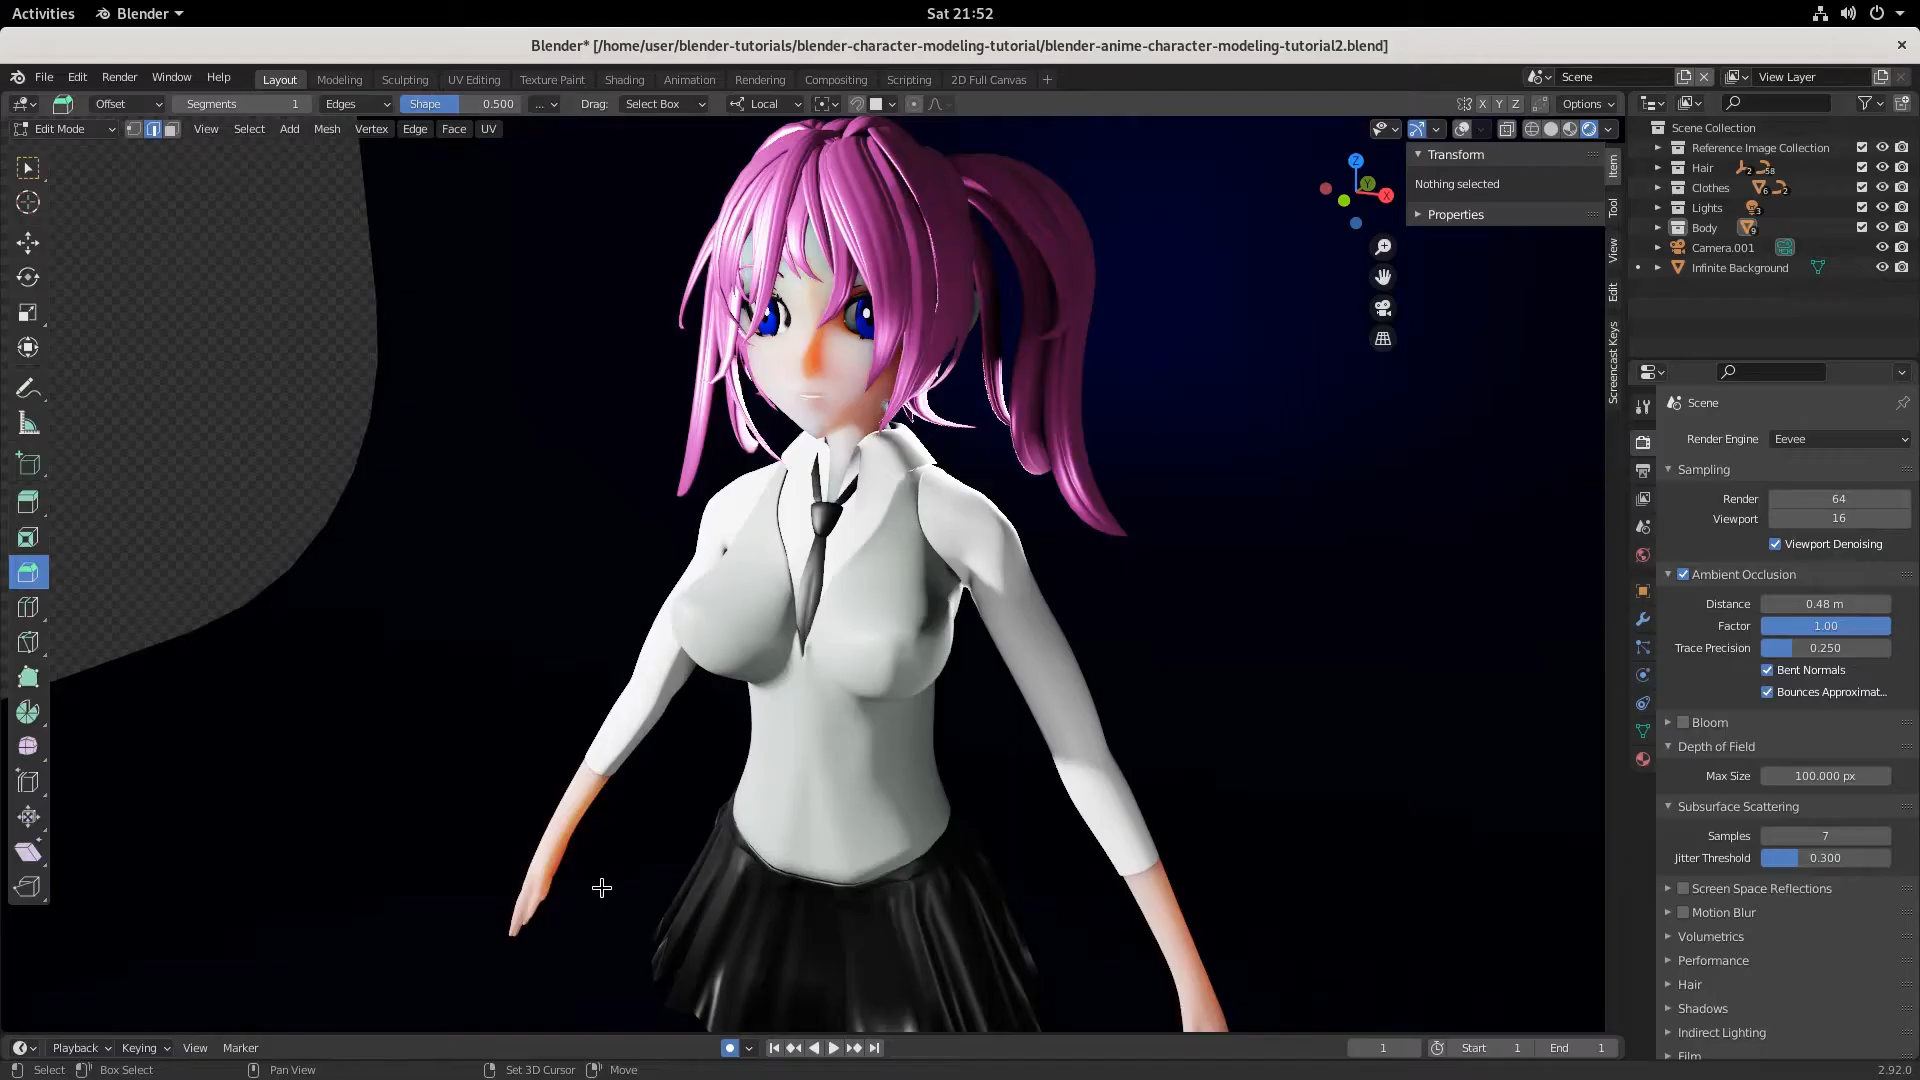 Activities Blender Sat 21:52
Blender* [/home/user/blender-tutorials/blender-character-modeling-tutorial/blender-anime-character-modeling-tutorial2.blend]
File Edit Render Window Help Layout Modeling Sculpting UV Editing Texture Paint Shading Animation Rendering Compositing Scripting 2D Full Canvas + Scene View Layer
Offset Segments 1 Edges Shape 0.500 ... Drag: Select Box Local X Y Z Options
Edit Mode View Select Add Mesh Vertex Edge Face UV
Scene Collection
Reference Image Collection
Hair 2 58
Clothes 6 2
Lights 3
Body 9
Camera.001
Infinite Background
Transform
Nothing selected
Properties
Item
Tool
View
Edit
Screencast Keys
Z
Y
X
Scene
Render Engine Eevee
Sampling
Render 64
Viewport 16
Viewport Denoising
Ambient Occlusion
Distance 0.48 m
Factor 1.00
Trace Precision 0.250
Bent Normals
Bounces Approximat...
Bloom
Depth of Field
Max Size 100.000 px
Subsurface Scattering
Samples 7
Jitter Threshold 0.300
Screen Space Reflections
Motion Blur
Volumetrics
Performance
Hair
Shadows
Indirect Lighting
Film
Playback Keying View Marker 1 Start 1 End 1
Select Box Select Pan View Set 3D Cursor Move 2.92.0